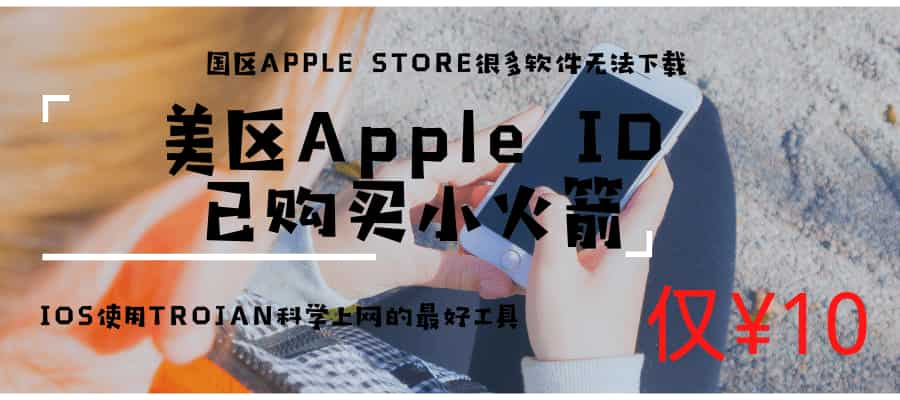 国区APPLE STORE很多软件无法下载
美区Apple ID
已购买小火箭
IOS使用TROJAN科学上网的最好工具
仅¥10